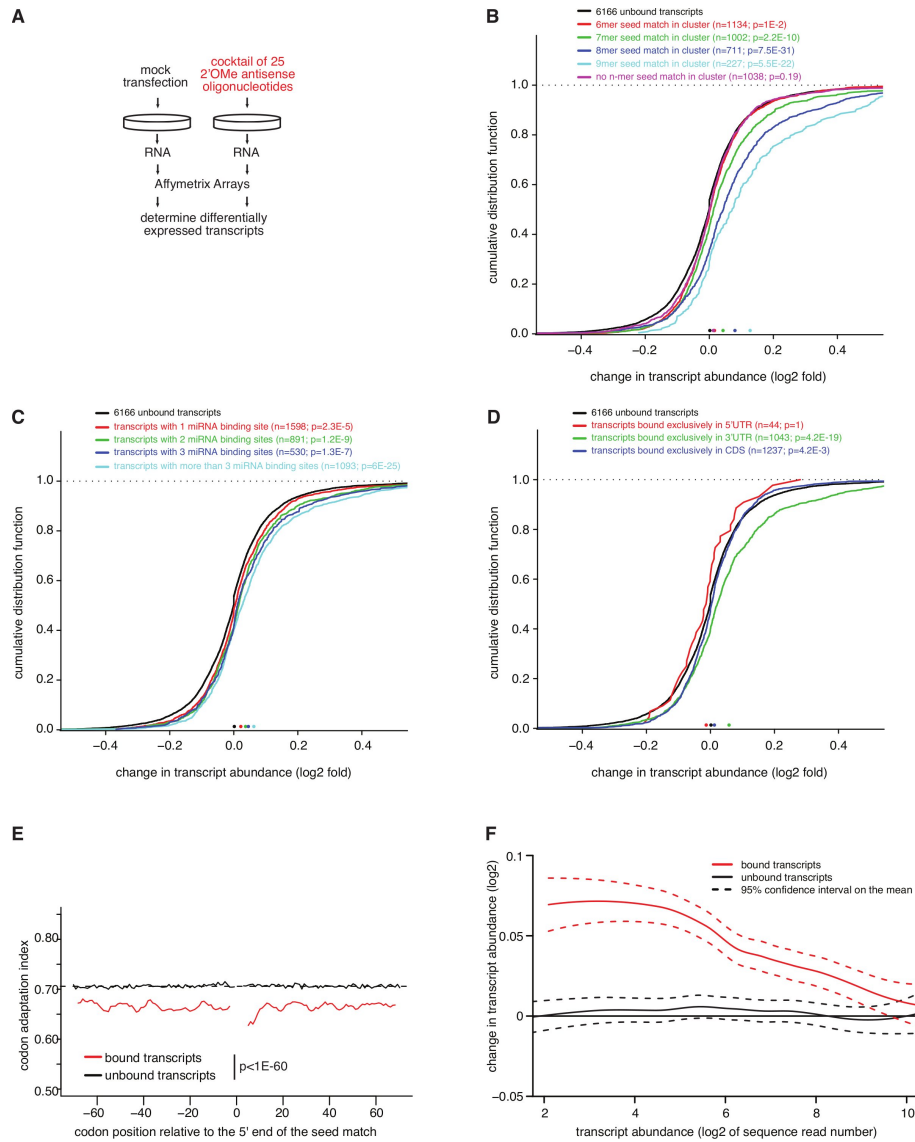 A
mock
transfection
cocktail of 25
2'OMe antisense
oligonucleotides
RNA
RNA
Affymetrix Arrays
determine differentially
expressed transcripts
B
6166 unbound transcripts
6mer seed match in cluster (n=1134; p=1E-2)
7mer seed match in cluster (n=1002; p=2.2E-10)
8mer seed match in cluster (n=711; p=7.5E-31)
9mer seed match in cluster (n=227; p=5.5E-22)
no n-mer seed match in cluster (n=1038; p=0.19)
cumulative distribution function
1.0
0.8
0.6
0.4
0.2
0.0
−0.4
−0.2
0.0
0.2
0.4
change in transcript abundance (log2 fold)
C
6166 unbound transcripts
transcripts with 1 miRNA binding site (n=1598; p=2.3E-5)
transcripts with 2 miRNA binding sites (n=891; p=1.2E-9)
transcripts with 3 miRNA binding sites (n=530; p=1.3E-7)
transcripts with more than 3 miRNA binding sites (n=1093; p=6E-25)
cumulative distribution function
1.0
0.8
0.6
0.4
0.2
0.0
−0.4
−0.2
0.0
0.2
0.4
change in transcript abundance (log2 fold)
D
6166 unbound transcripts
transcripts bound exclusively in 5'UTR (n=44; p=1)
transcripts bound exclusively in 3'UTR (n=1043; p=4.2E-19)
transcripts bound exclusively in CDS (n=1237; p=4.2E-3)
cumulative distribution function
1.0
0.8
0.6
0.4
0.2
0.0
−0.4
−0.2
0.0
0.2
0.4
change in transcript abundance (log2 fold)
E
codon adaptation index
0.80
0.70
0.60
0.50
bound transcripts
unbound transcripts
p<1E-60
−60
−40
−20
0
20
40
60
codon position relative to the 5' end of the seed match
F
change in transcript abundance (log2)
0.1
0.05
0
−0.05
bound transcripts
unbound transcripts
95% confidence interval on the mean
2
4
6
8
10
transcript abundance (log2 of sequence read number)